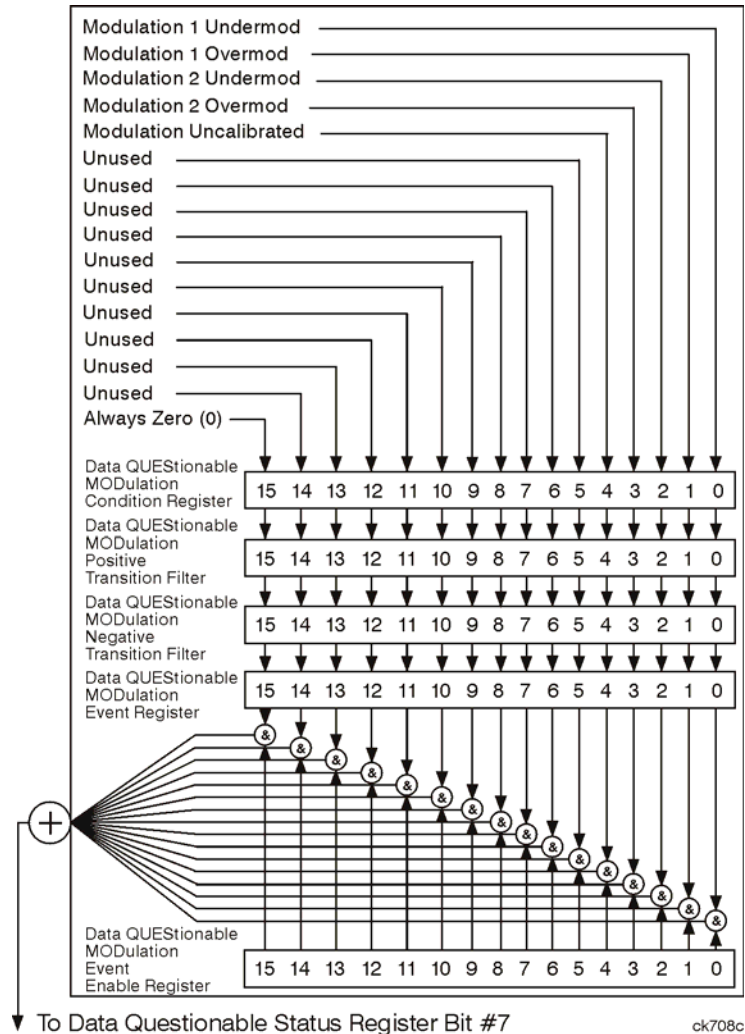 Modulation 1 Undermod
Modulation 1 Overmod
Modulation 2 Undermod
Modulation 2 Overmod
Modulation Uncalibrated
Unused
Unused
Unused
Unused
Unused
Unused
Unused
Unused
Unused
Unused
Always Zero (0)
Data QUEStionable
MODulation
Condition Register
15 14 13 12 11 10 9 8 7 6 5 4 3 2 1 0
Data QUEStionable
MODulation
Positive
Transition Filter
15 14 13 12 11 10 9 8 7 6 5 4 3 2 1 0
Data QUEStionable
MODulation
Negative
Transition Filter
15 14 13 12 11 10 9 8 7 6 5 4 3 2 1 0
Data QUEStionable
MODulation
Event Register
15 14 13 12 11 10 9 8 7 6 5 4 3 2 1 0
& & & & & & & & & & & & & & & &
+
Data QUEStionable
MODulation
Event
Enable Register
15 14 13 12 11 10 9 8 7 6 5 4 3 2 1 0
To Data Questionable Status Register Bit #7
ck708c